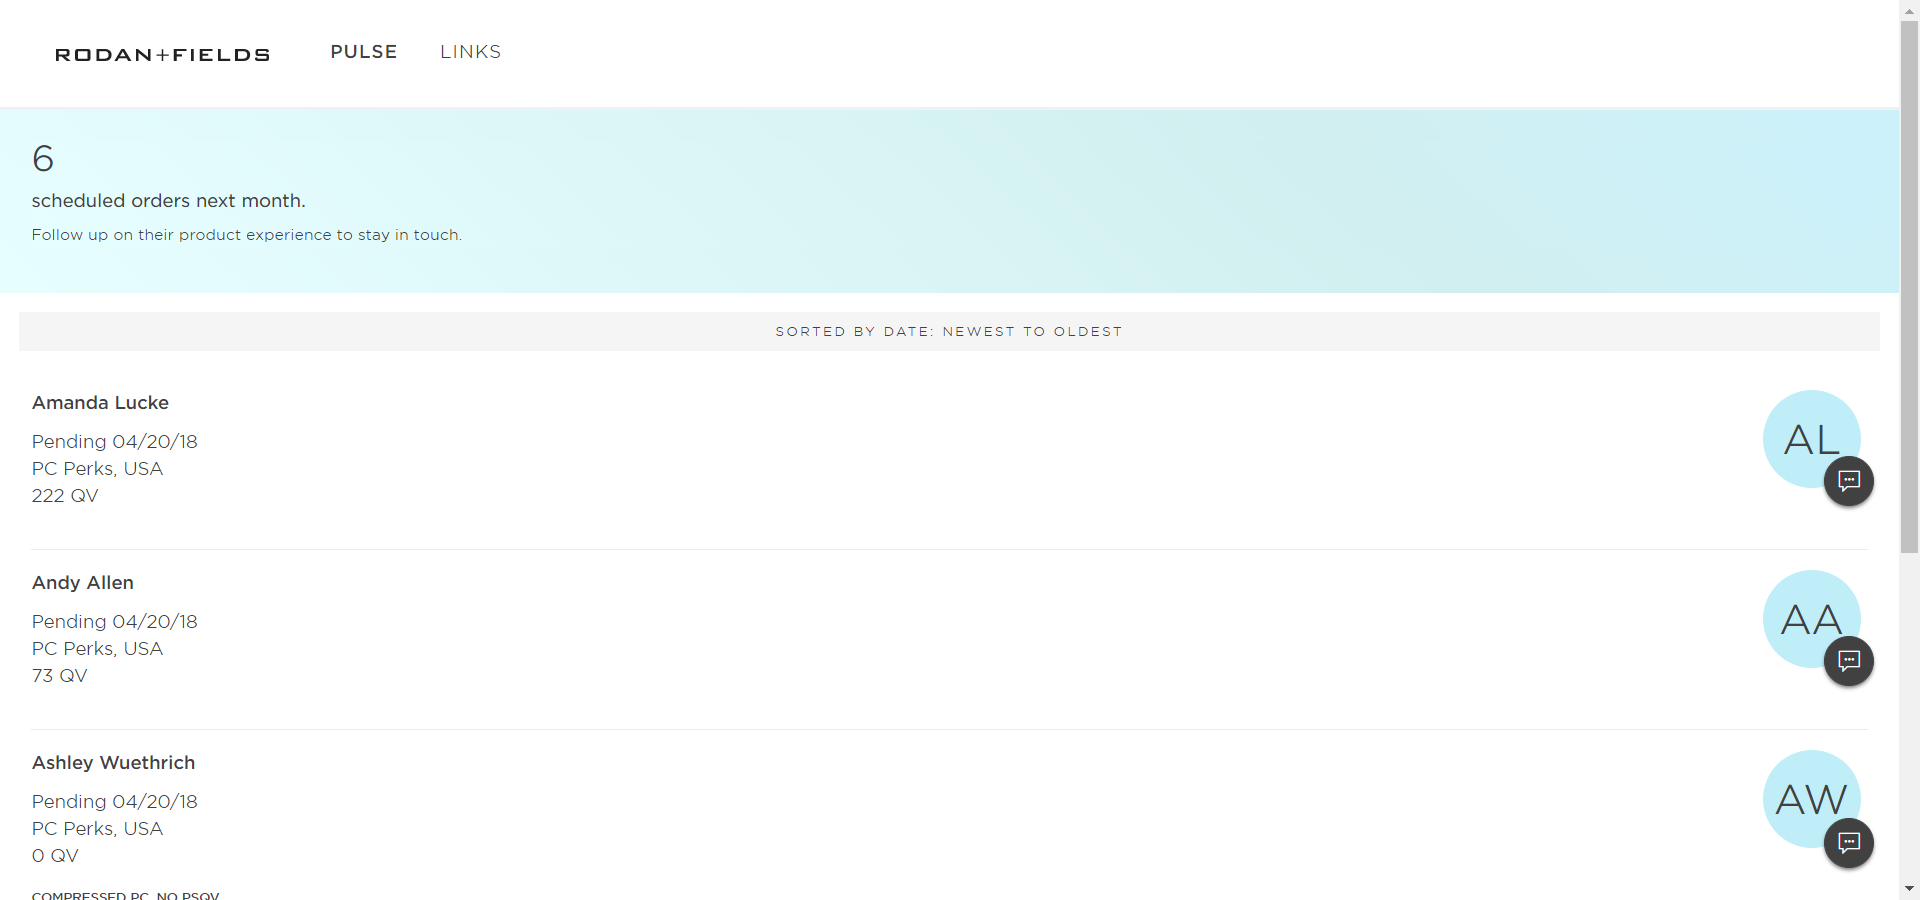 RODAN+FIELDS PULSE LINKS
6
scheduled orders next month.
Follow up on their product experience to stay in touch.
SORTED BY DATE: NEWEST TO OLDEST
Amanda Lucke
Pending 04/20/18
PC Perks, USA
222 QV
AL
Andy Allen
Pending 04/20/18
PC Perks, USA
73 QV
AA
Ashley Wuethrich
Pending 04/20/18
PC Perks, USA
0 QV
AW
COMPRESSED PC, NO PSQV